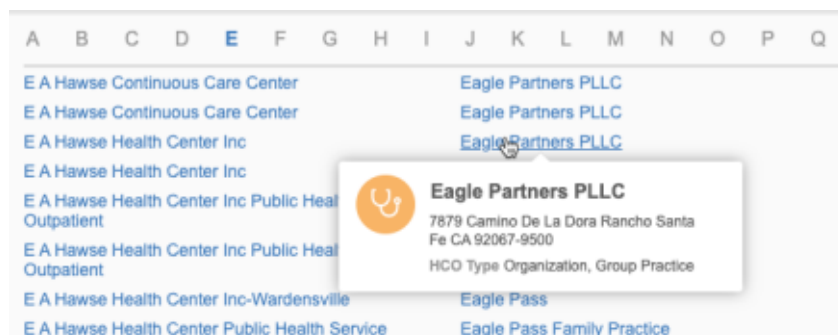 A B C D E F G H I J K L M N O P Q
E A Hawse Continuous Care Center
E A Hawse Continuous Care Center
E A Hawse Health Center Inc
E A Hawse Health Center Inc
E A Hawse Health Center Inc Public Heal
Outpatient
E A Hawse Health Center Inc Public Heal
Outpatient
E A Hawse Health Center Inc-Wardensville
E A Hawse Health Center Public Health Service
Eagle Partners PLLC
Eagle Partners PLLC
Eagle Partners PLLC
Eagle Partners PLLC
7879 Camino De La Dora Rancho Santa
Fe CA 92067-9500
HCO Type Organization, Group Practice
Eagle Pass
Eagle Pass Family Practice